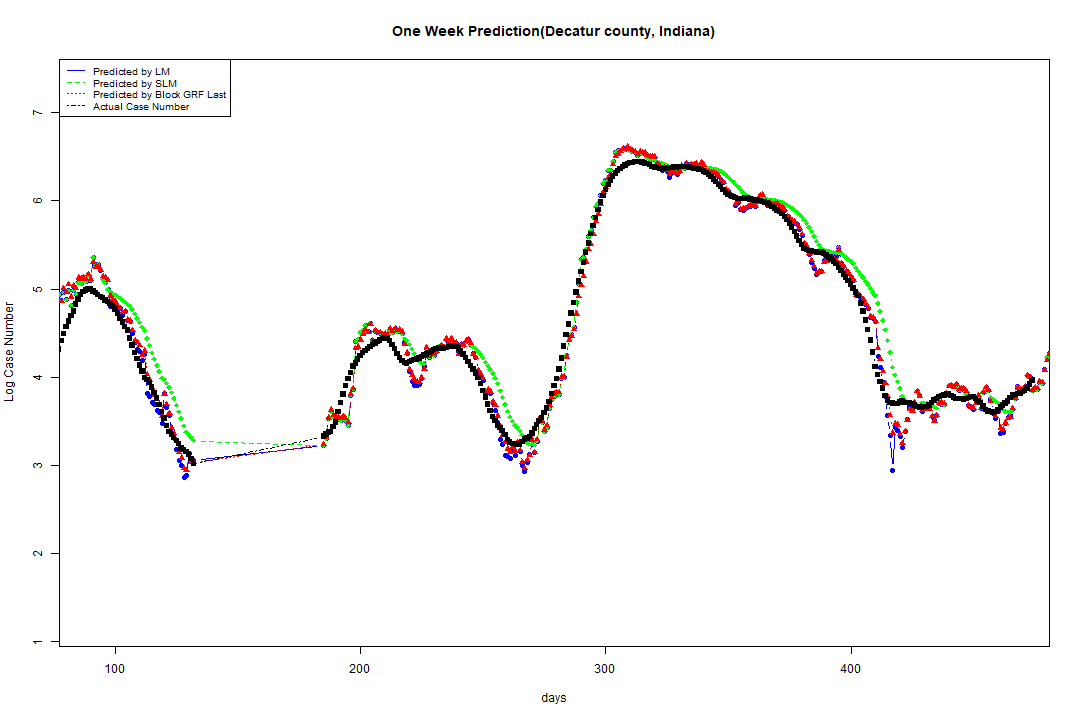 One Week Prediction(Decatur county, Indiana)
Predicted by LM
Predicted by SLM
Predicted by Block GRF Last
Actual Case Number
7
6
5
4
3
2
1
Log Case Number
100 200 300 400
days